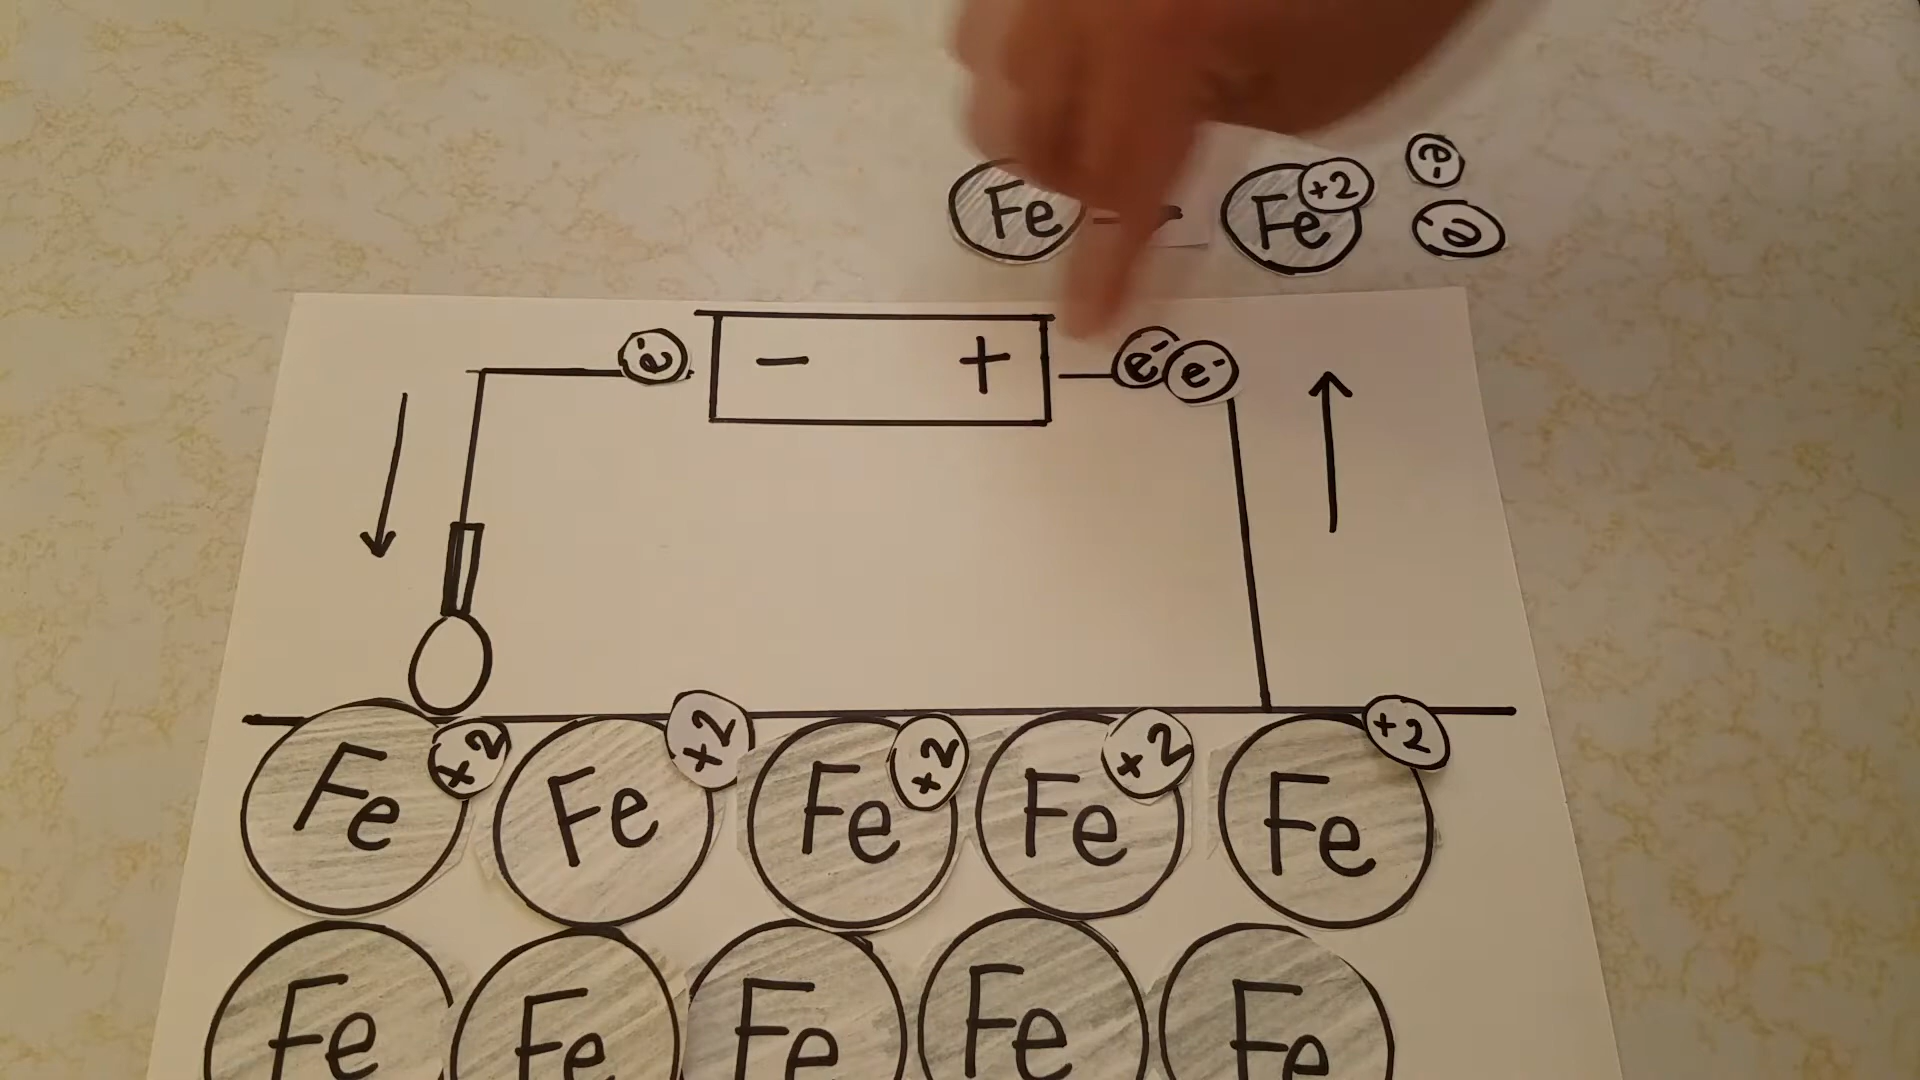 Fe → Fe +2 e- e-
e- - + e- e-
Fe +2 Fe +2 Fe +2 Fe +2 Fe +2
Fe Fe Fe Fe Fe